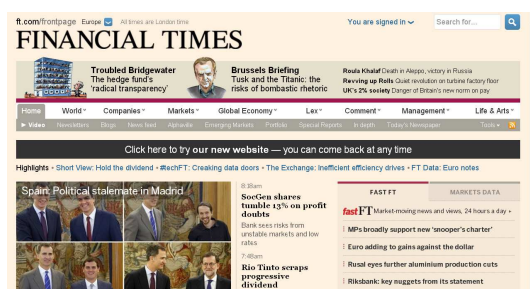 ft.com/frontpage Europe All times are London time
You are signed in
Search for...
FINANCIAL TIMES
Troubled Bridgewater
The hedge fund's
'radical transparency'
Brussels Briefing
Tusk and the Titanic: the
risks of bombastic rhetoric
Roula Khalaf Death in Aleppo, victory in Russia
Revving up Rolls Quiet revolution on turbine factory floor
UK's 2% society Danger of Britain's new norm on pay
Home World Companies Markets Global Economy Lex Comment Management Life & Arts
Video Newsletters Blogs News feed Alphaville Emerging Markets Portfolio Special Reports In depth Today's Newspaper Tools
Click here to try our new website — you can come back at any time
Highlights • Short View: Hold the dividend • #techFT: Creaking data doors • The Exchange: Inefficient efficiency drives • FT Data: Euro notes
Spain: Political stalemate in Madrid
8:18am
SocGen shares
tumble 13% on profit
doubts
Bank sees risks from
unstable markets and low
rates
7:48am
Rio Tinto scraps
progressive
dividend
FAST FT MARKETS DATA
fast FT Market-moving news and views, 24 hours a day
MPs broadly support new 'snooper's charter'
Euro adding to gains against the dollar
Rusal eyes further aluminium production cuts
Riksbank: key nuggets from its statement